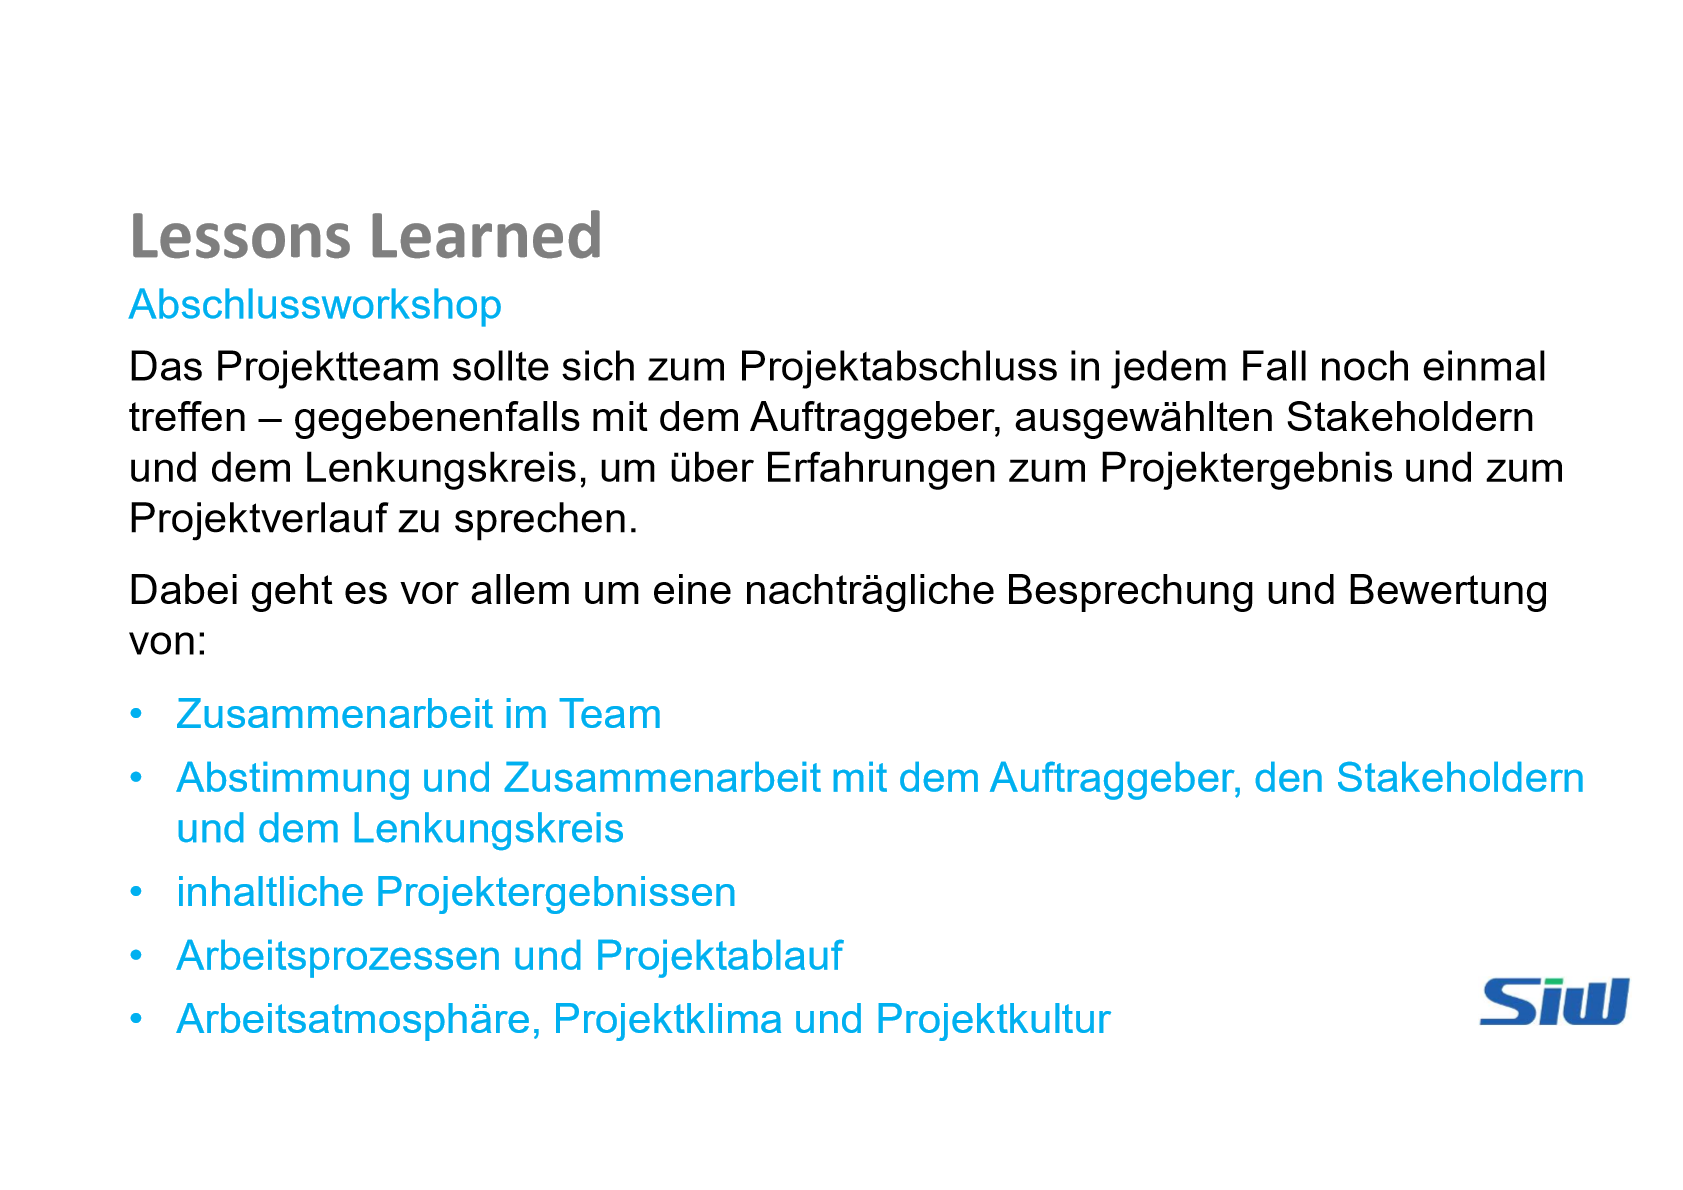 Lessons Learned
Abschlussworkshop
Das Projektteam sollte sich zum Projektabschluss in jedem Fall noch einmal
treffen – gegebenenfalls mit dem Auftraggeber, ausgewählten Stakeholdern
und dem Lenkungskreis, um über Erfahrungen zum Projektergebnis und zum
Projektverlauf zu sprechen.
Dabei geht es vor allem um eine nachträgliche Besprechung und Bewertung
von:
• Zusammenarbeit im Team
• Abstimmung und Zusammenarbeit mit dem Auftraggeber, den Stakeholdern
und dem Lenkungskreis
• inhaltliche Projektergebnissen
• Arbeitsprozessen und Projektablauf
• Arbeitsatmosphäre, Projektklima und Projektkultur
Siw